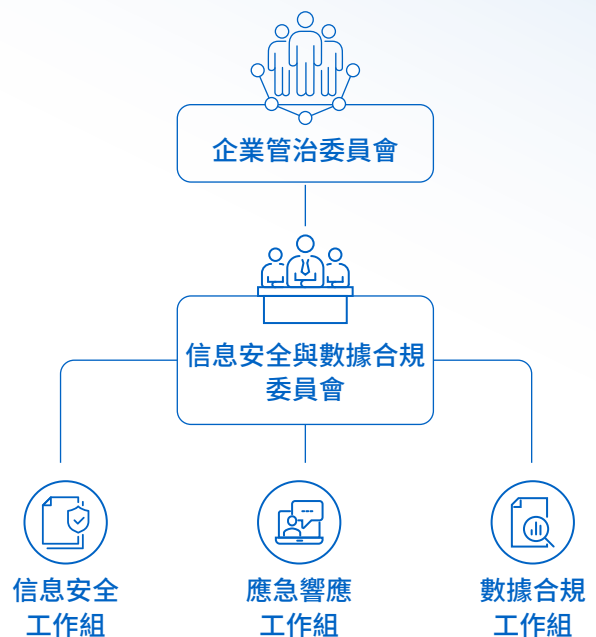 企業管治委員會
信息安全與數據合規
委員會
信息安全
工作組
應急響應
工作組
數據合規
工作組